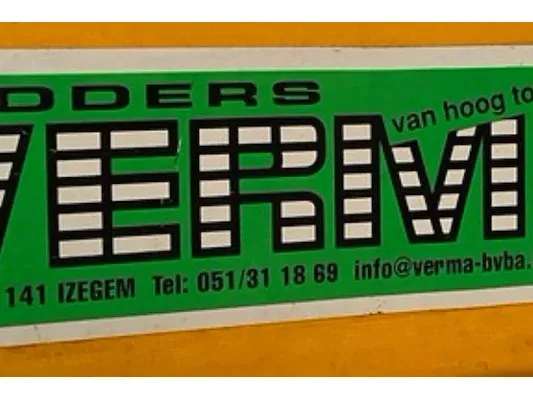 DDERS
VERM
van hoog to
141 IZEGEM Tel: 051/31 18 69 info@verma-bvba.